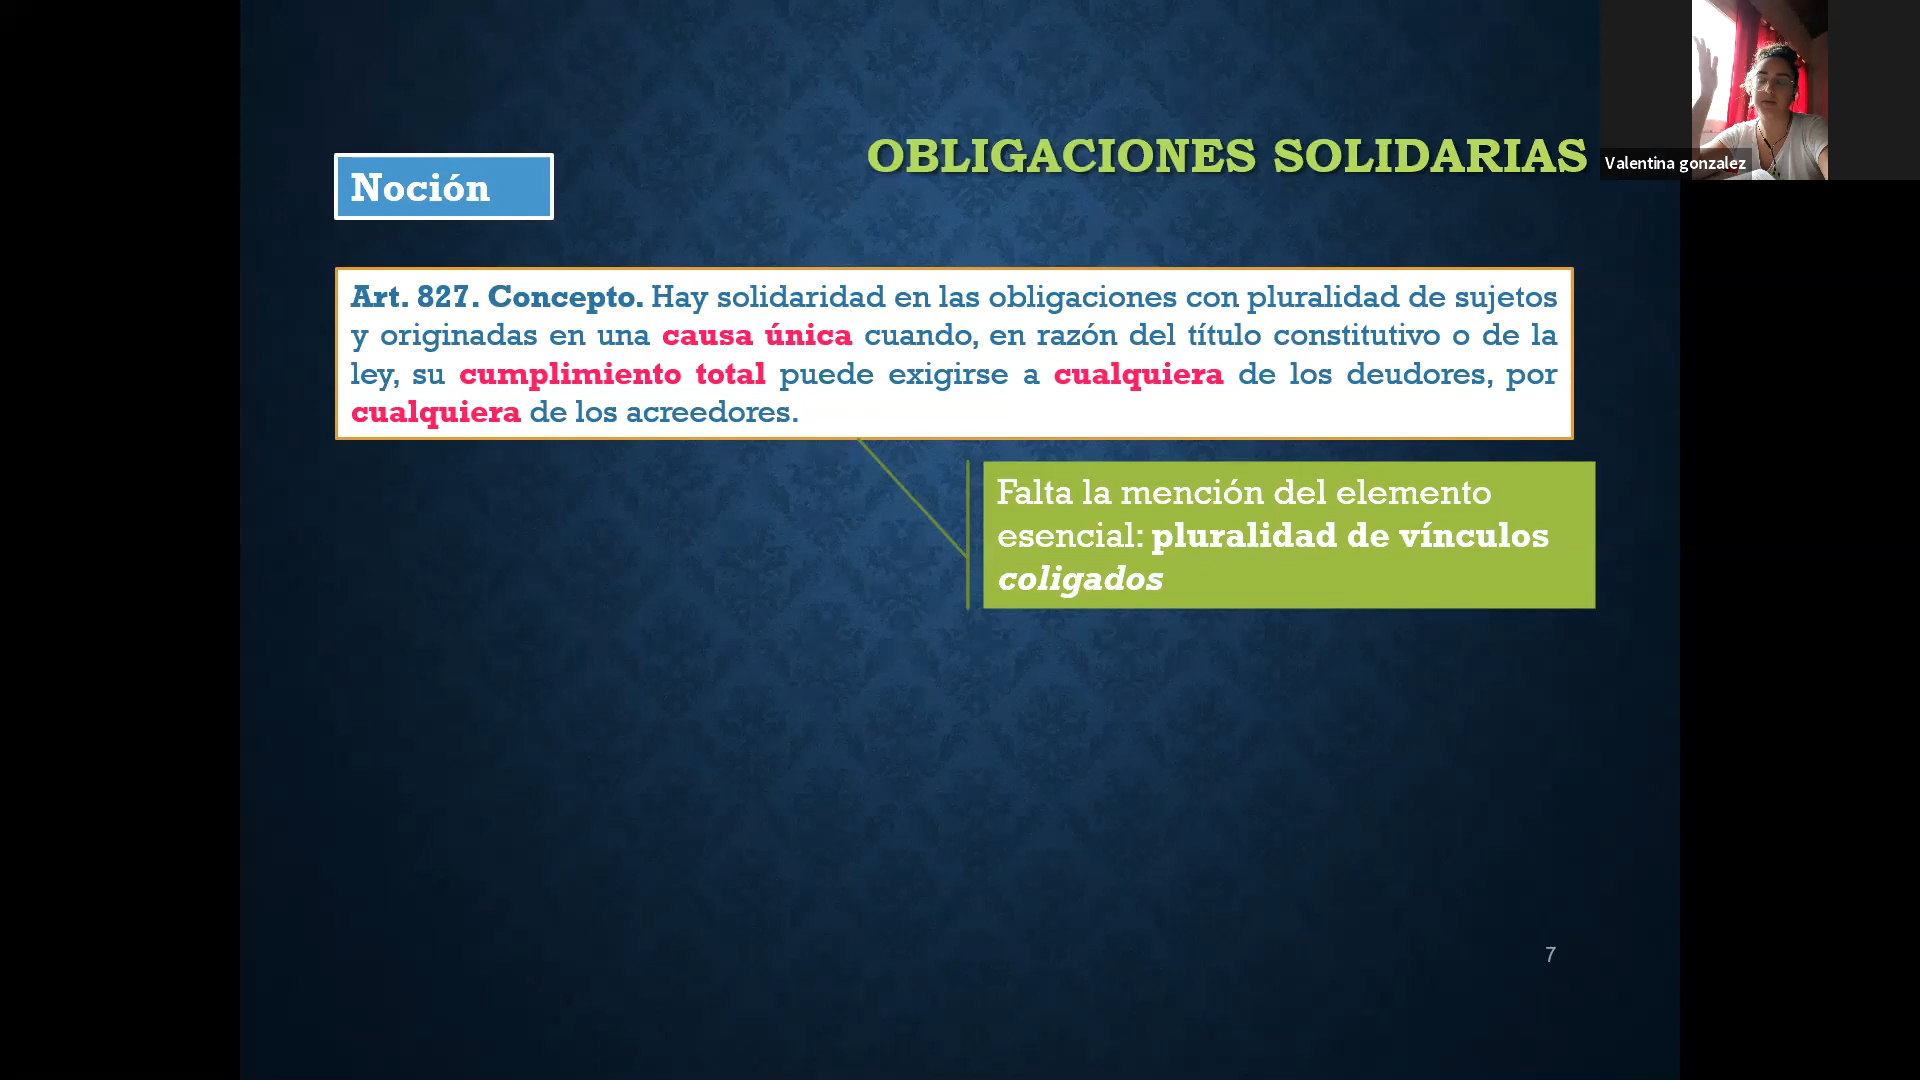 OBLIGACIONES SOLIDARIAS
Valentina gonzalez
Noción
Art. 827. Concepto. Hay solidaridad en las obligaciones con pluralidad de sujetos
y originadas en una causa única cuando, en razón del título constitutivo o de la
ley, su cumplimiento total puede exigirse a cualquiera de los deudores, por
cualquiera de los acreedores.
Falta la mención del elemento
esencial: pluralidad de vínculos
coligados
7